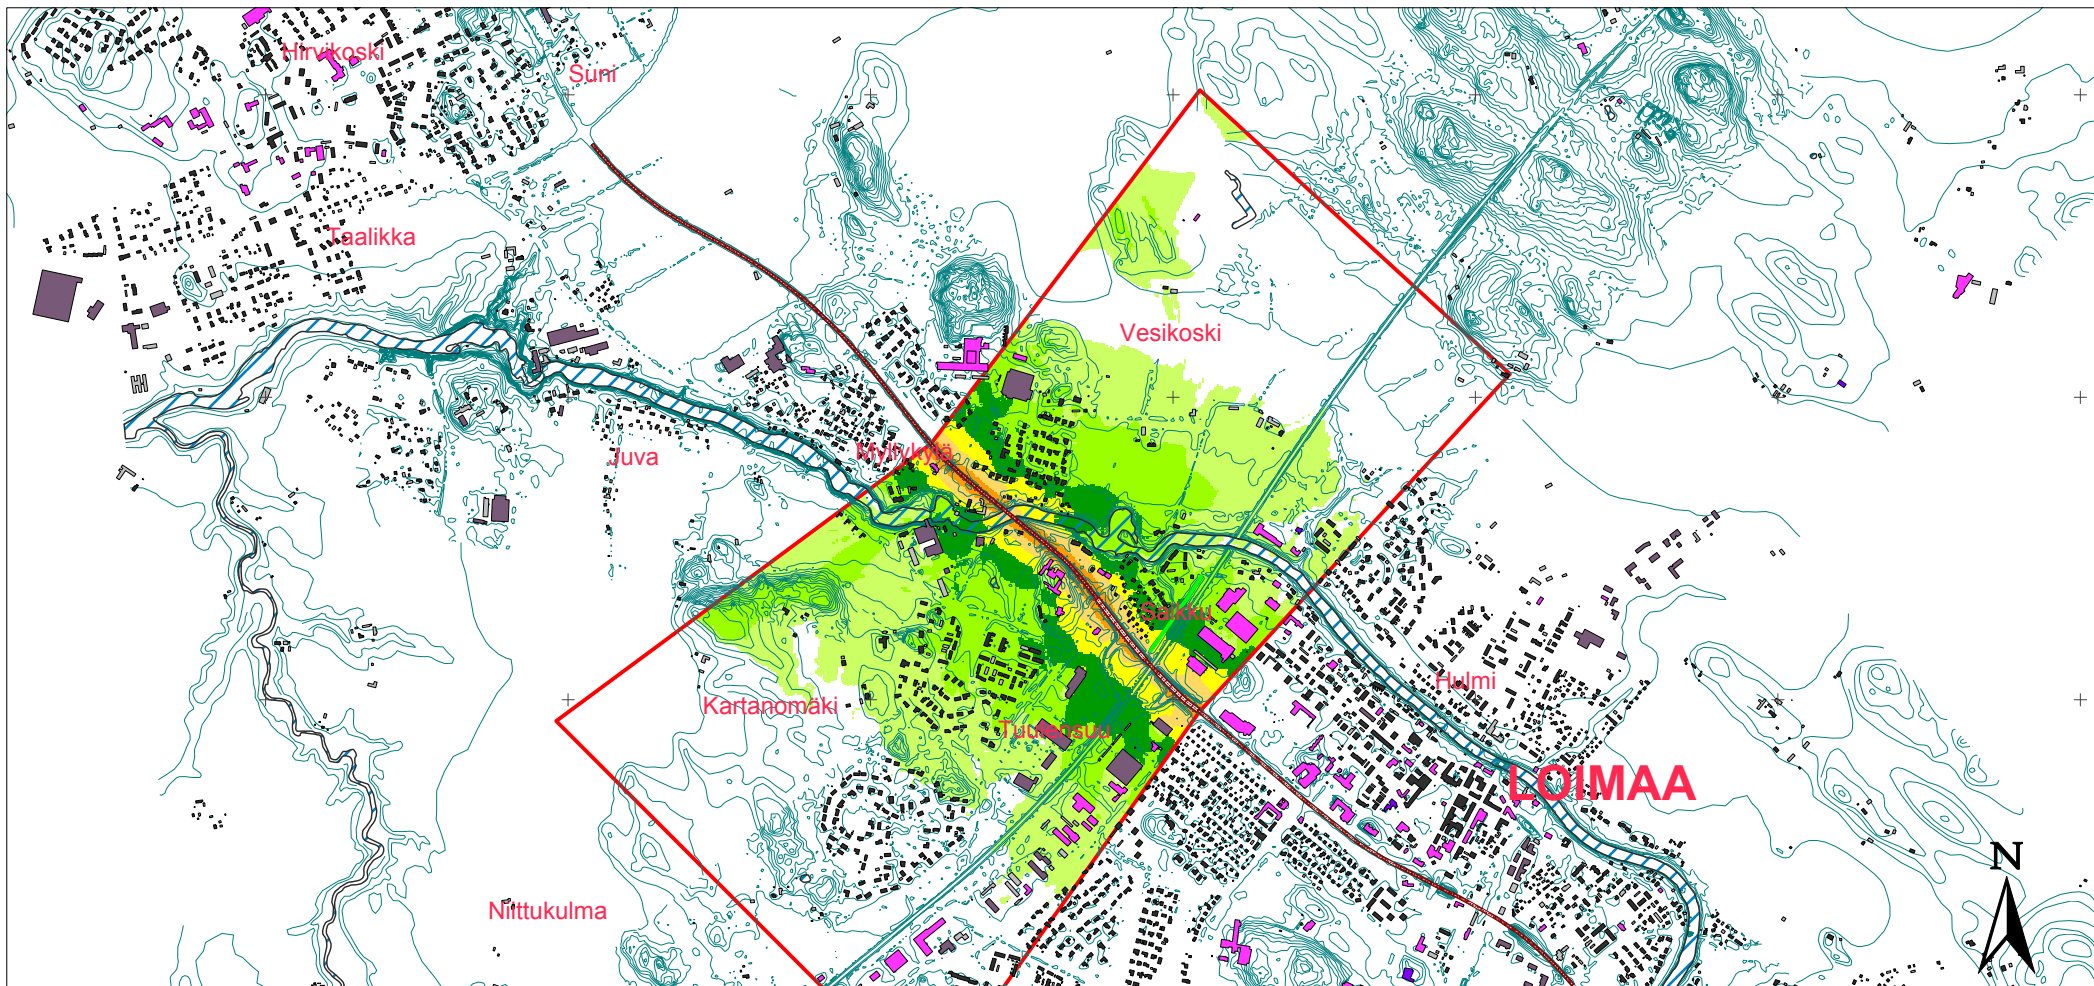 Hirvikoski
Suni
Taalikka
Vesikoski
Myllykylä
Juva
Saikku
Hulmi
Kartanomäki
Tuulensuu
LOIMAA
N
Niittukulma